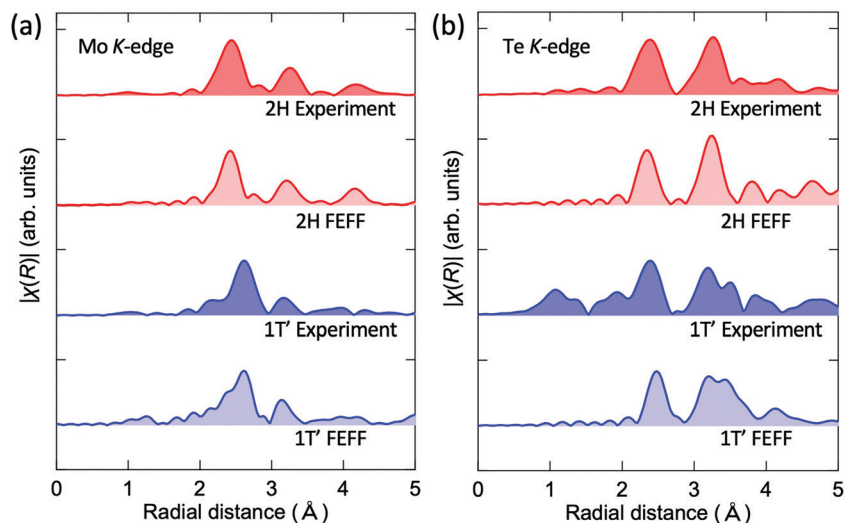 (a)
Mo K-edge
2H Experiment
2H FEFF
1T’ Experiment
1T’ FEFF
|χ(R)| (arb. units)
0 1 2 3 4 5
Radial distance (Å)
(b)
Te K-edge
2H Experiment
2H FEFF
1T’ Experiment
1T’ FEFF
|χ(R)| (arb. units)
0 1 2 3 4 5
Radial distance (Å)